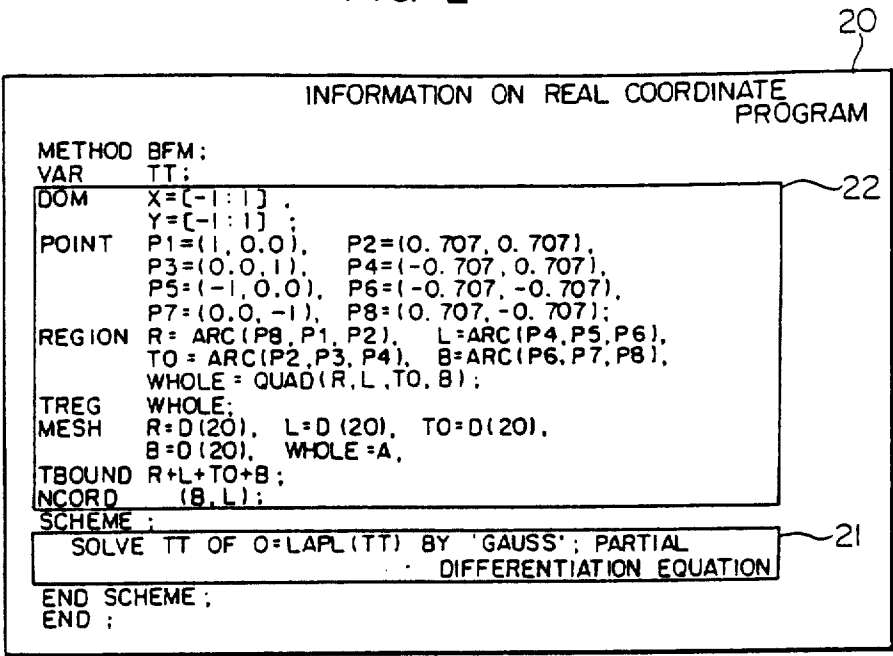 20
INFORMATION ON REAL COORDINATE
PROGRAM
METHOD BFM;
VAR TT;
DOM X=[-1:1],
Y=[-1:1] ;
22
POINT P1=(1,0.0), P2=(0.707,0.707),
P3=(0.0,1), P4=(-0.707,0.707),
P5=(-1,0.0), P6=(-0.707,-0.707),
P7=(0.0,-1), P8=(0.707,-0.707);
REGION R=ARC(P8,P1,P2), L=ARC(P4,P5,P6),
TO=ARC(P2,P3,P4), B=ARC(P6,P7,P8),
WHOLE=QUAD(R,L,TO,B);
TREG WHOLE;
MESH R=D(20), L=D(20), TO=D(20),
B=D(20), WHOLE=A,
TBOUND R+L+TO+B;
NCORD (B,L);
SCHEME ;
SOLVE TT OF 0=LAPL(TT) BY 'GAUSS'; PARTIAL
DIFFERENTIATION EQUATION
21
END SCHEME;
END ;